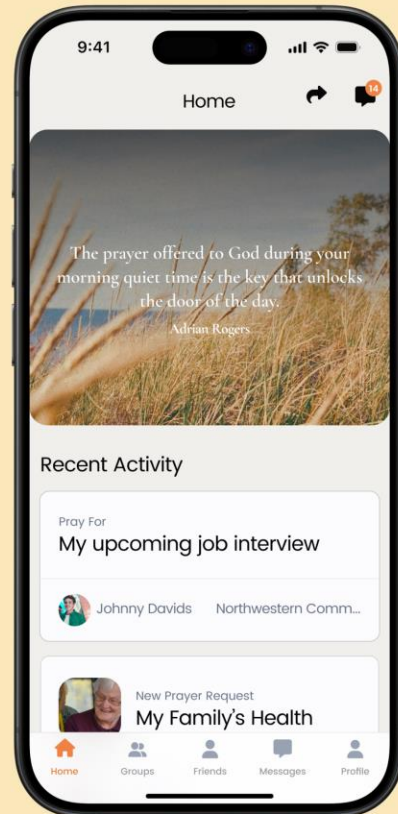 9:41
Home
14
The prayer offered to God during your
morning quiet time is the key that unlocks
the door of the day.
Adrian Rogers
Recent Activity
Pray For
My upcoming job interview
Johnny Davids Northwestern Comm...
New Prayer Request
My Family's Health
Home Groups Friends Messages Profile